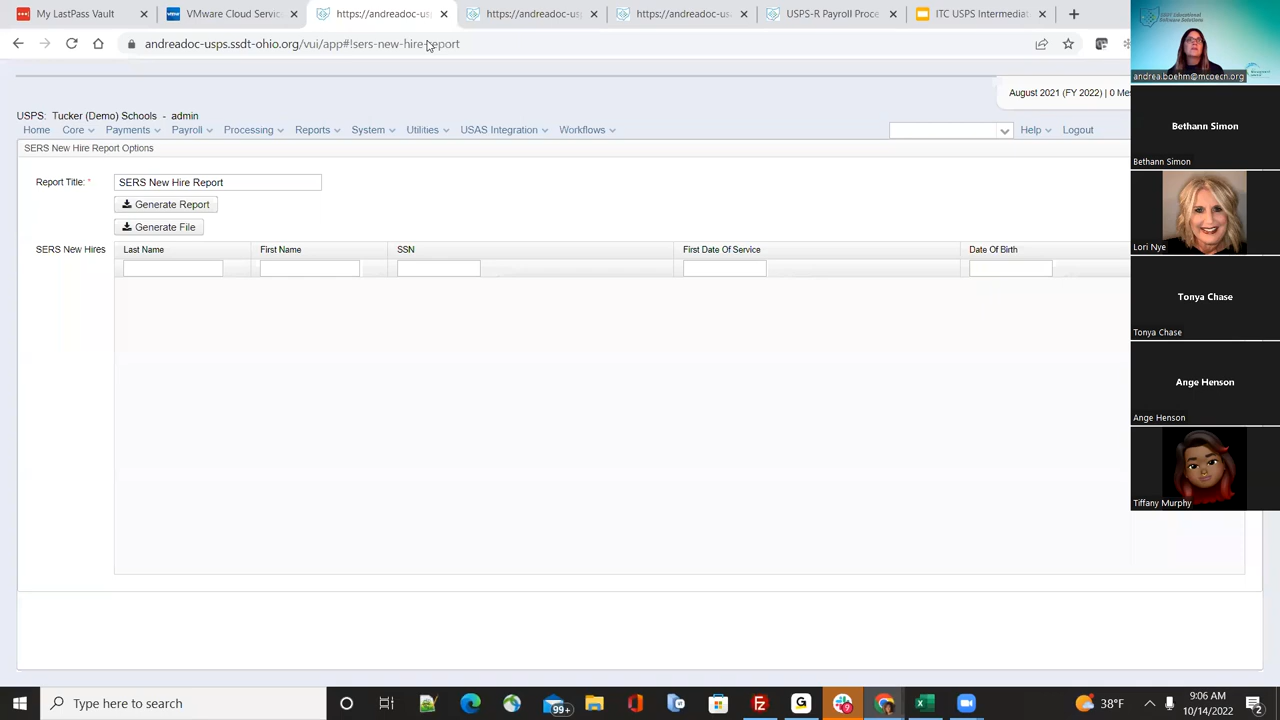 My LastPass Vault
VMware Cloud Servic
https://andreadoc-us
https://andreadoc-us
https://andreadoc-us
USPS-R Payroll Proce
ITC USPS Intermediat
andreadoc-usps.ssdt-ohio.org/vui/app#!sers-new-hire-report
August 2021 (FY 2022) | 0 Me
USPS: Tucker (Demo) Schools - admin
Home Core Payments Payroll Processing Reports System Utilities USAS Integration Workflows Help Logout
SERS New Hire Report Options
Report Title: * SERS New Hire Report
Generate Report
Generate File
SERS New Hires Last Name First Name SSN First Date Of Service Date Of Birth
andrea.boehm@mcoecn.org
Bethann Simon
Bethann Simon
Lori Nye
Tonya Chase
Tonya Chase
Ange Henson
Ange Henson
Tiffany Murphy
Type here to search
99+
38°F
9:06 AM
10/14/2022
2